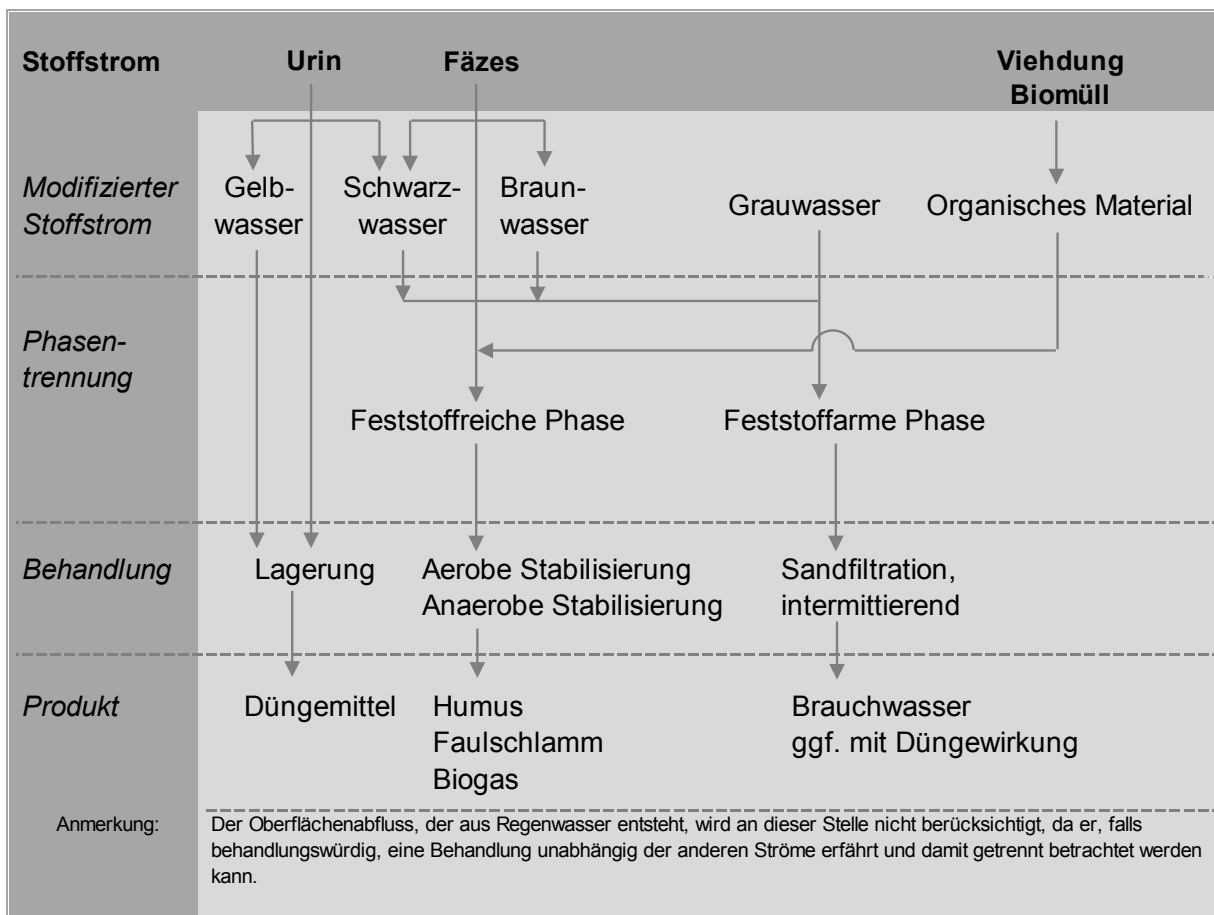 Stoffstrom
Urin
Fäzes
Viehdung
Biomüll
Modifizierter
Stoffstrom
Gelb-
wasser
Schwarz-
wasser
Braun-
wasser
Grauwasser
Organisches Material
Phasen-
trennung
Feststoffreiche Phase
Feststoffarme Phase
Behandlung
Lagerung
Aerobe Stabilisierung
Anaerobe Stabilisierung
Sandfiltration,
intermittierend
Produkt
Düngemittel
Humus
Faulschlamm
Biogas
Brauchwasser
ggf. mit Düngewirkung
Anmerkung:
Der Oberflächenabfluss, der aus Regenwasser entsteht, wird an dieser Stelle nicht berücksichtigt, da er, falls
behandlungswürdig, eine Behandlung unabhängig der anderen Ströme erfährt und damit getrennt betrachtet werden
kann.